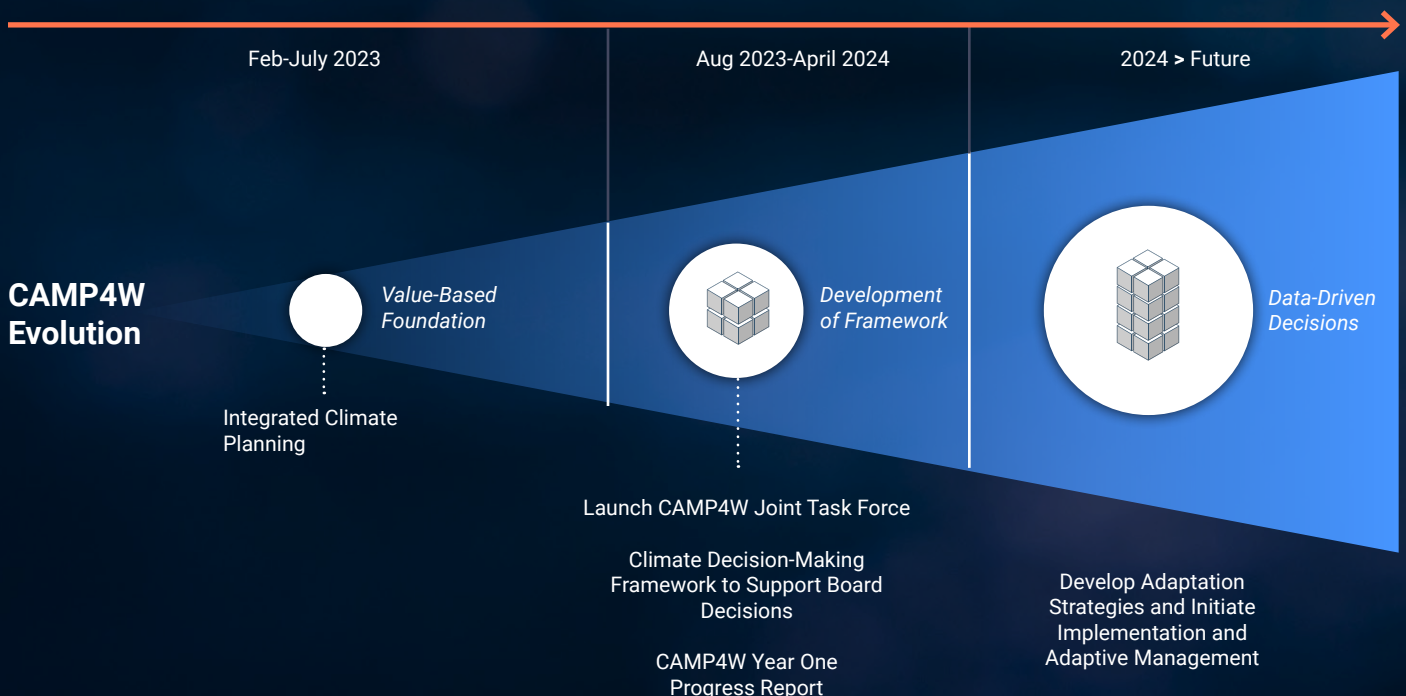 Feb-July 2023
Aug 2023-April 2024
2024 > Future
CAMP4W
Evolution
Value-Based
Foundation
Integrated Climate
Planning
Development
of Framework
Launch CAMP4W Joint Task Force
Climate Decision-Making
Framework to Support Board
Decisions
CAMP4W Year One
Progress Report
Data-Driven
Decisions
Develop Adaptation
Strategies and Initiate
Implementation and
Adaptive Management